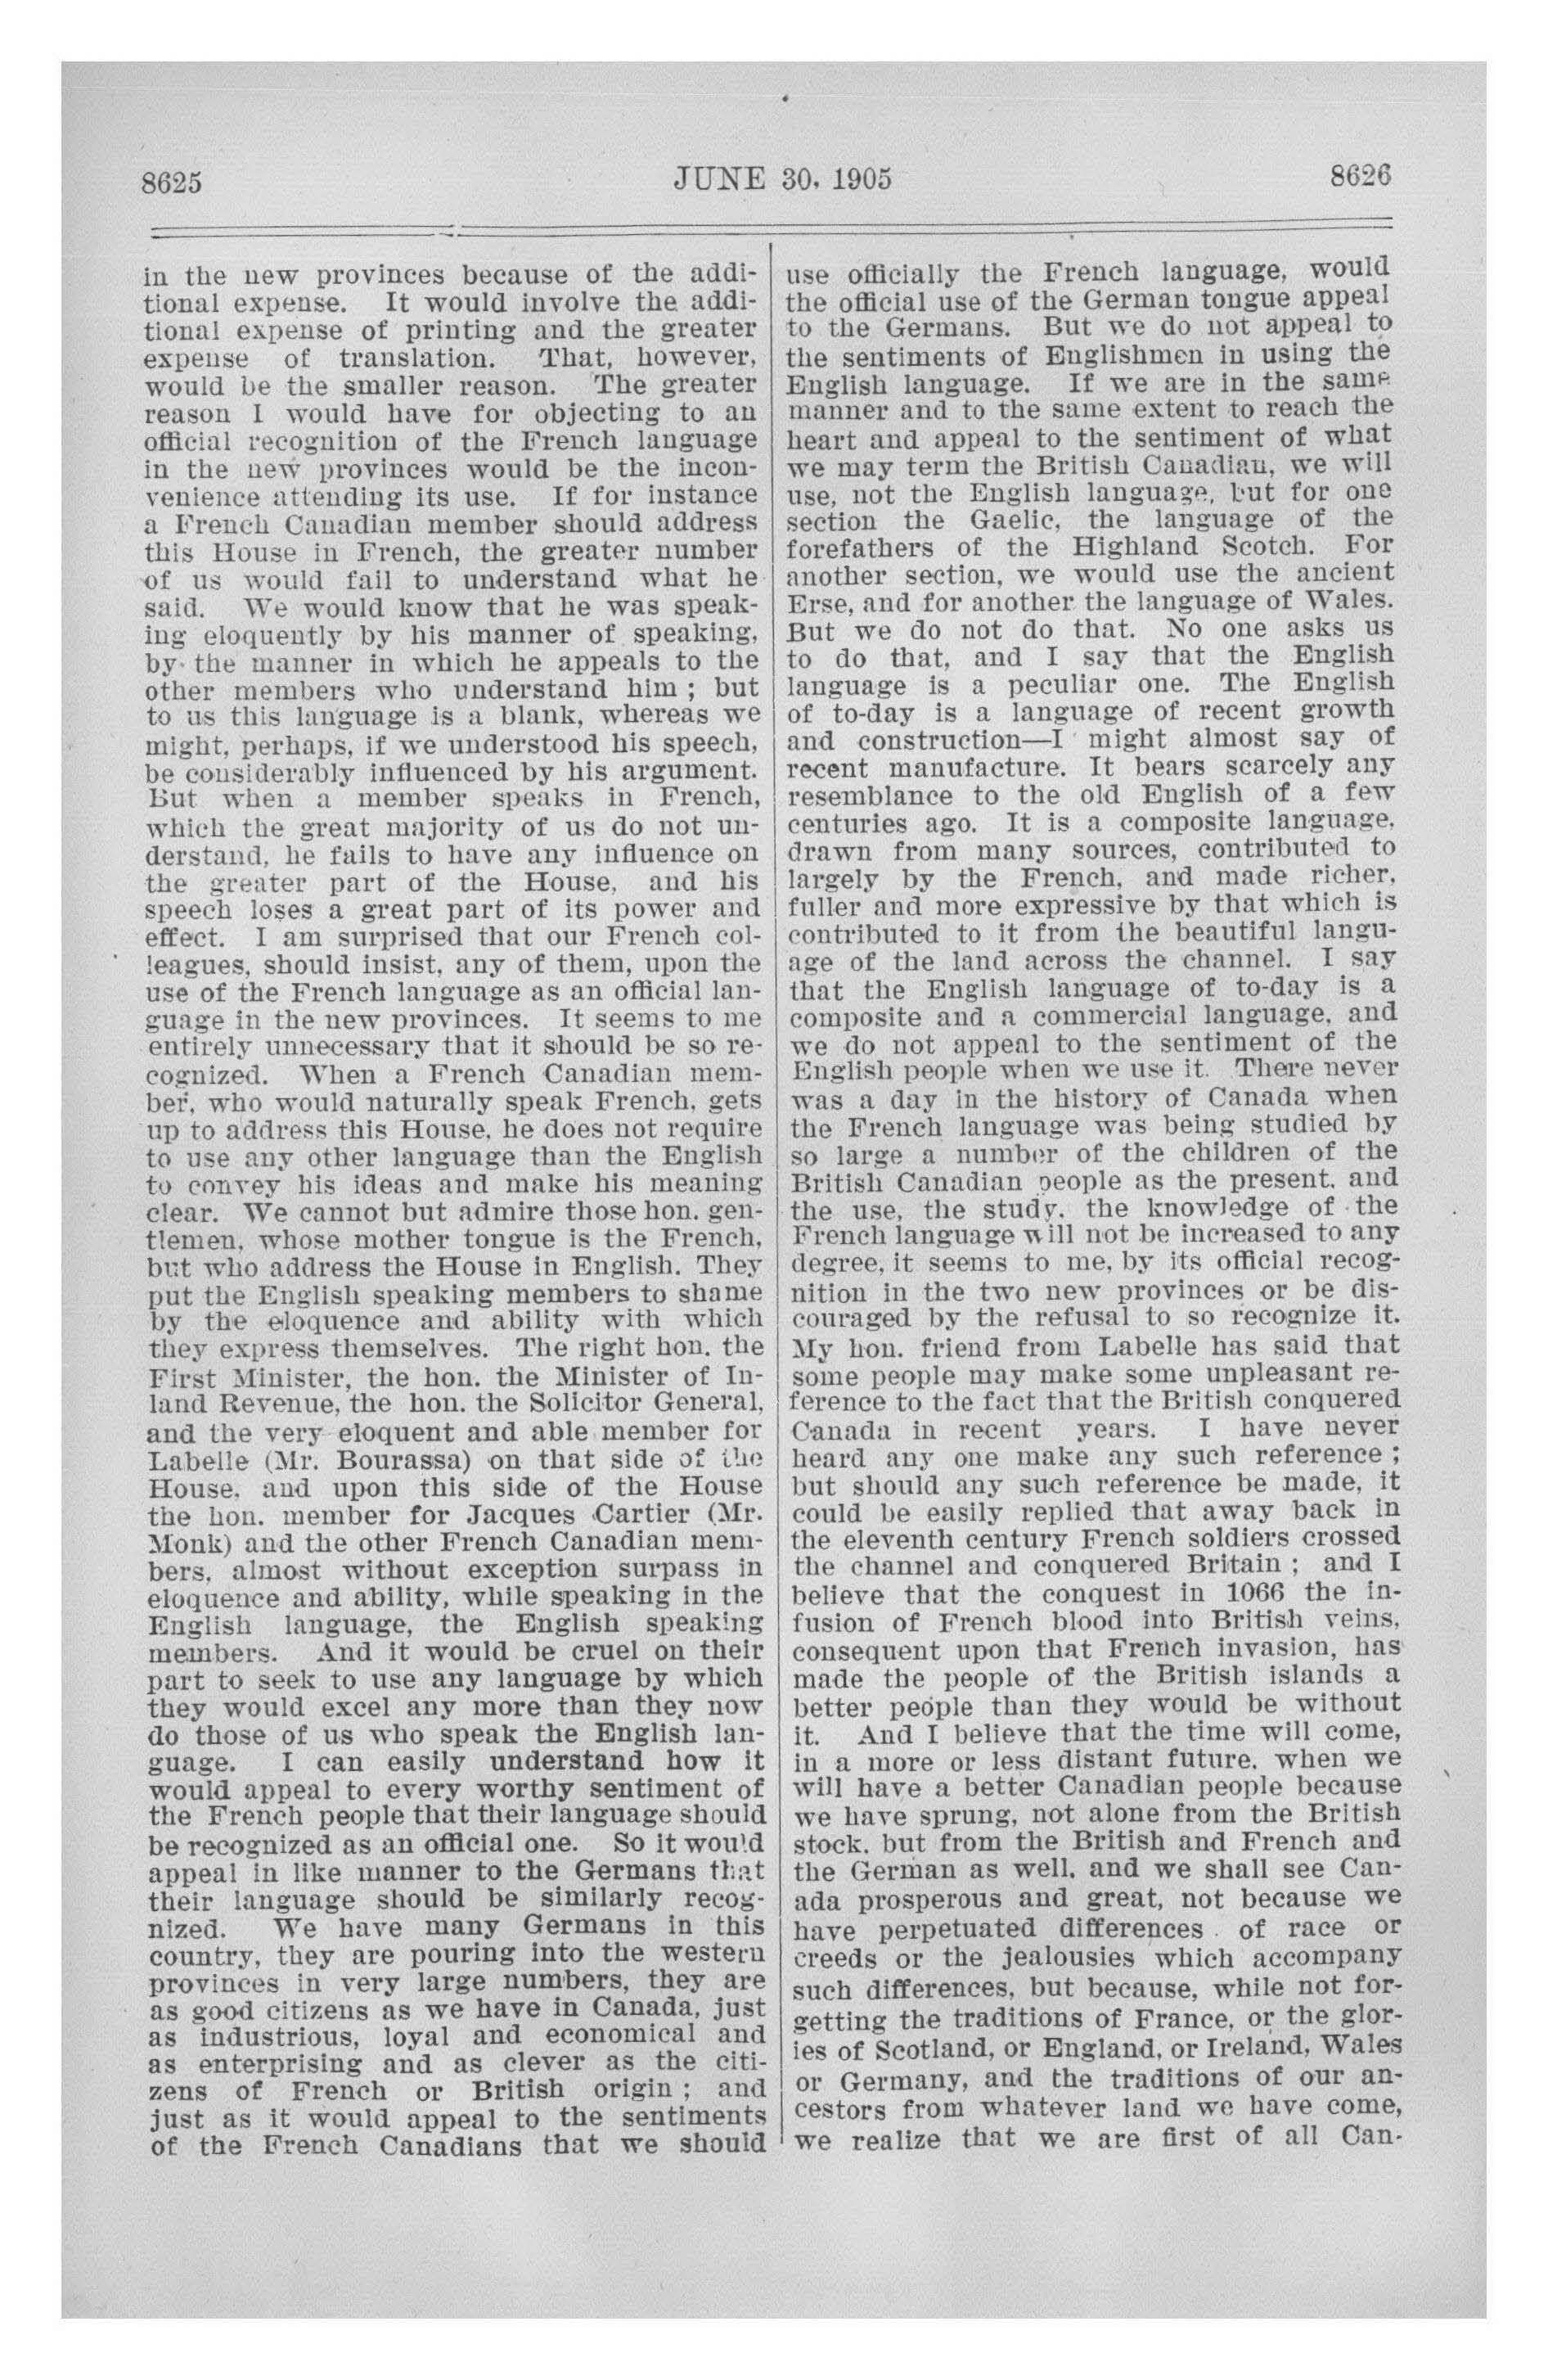 8625
JUNE 30, 1905
8626
in the new provinces because of the addi-
tional expense. It would involve the addi-
tional expense of printing and the greater
expense of translation. That, however,
would be the smaller reason. The greater
reason I would have for objecting to an
official recognition of the French language
in the new provinces would be the incon-
venience attending its use. If for instance
a French Canadian member should address
this House in French, the greater number
of us would fail to understand what he
said. We would know that he was speak-
ing eloquently by his manner of speaking,
by the manner in which he appeals to the
other members who understand him ; but
to us this language is a blank, whereas we
might, perhaps, if we understood his speech,
be considerably influenced by his argument.
But when a member speaks in French,
which the great majority of us do not un-
derstand, he fails to have any influence on
the greater part of the House, and his
speech loses a great part of its power and
effect. I am surprised that our French col-
leagues, should insist, any of them, upon the
use of the French language as an official lan-
guage in the new provinces. It seems to me
entirely unnecessary that it should be so re-
cognized. When a French Canadian mem-
ber, who would naturally speak French, gets
up to address this House, he does not require
to use any other language than the English
to convey his ideas and make his meaning
clear. We cannot but admire those hon. gen-
tlemen, whose mother tongue is the French,
but who address the House in English. They
put the English speaking members to shame
by the eloquence and ability with which
they express themselves. The right hon. the
First Minister, the hon. the Minister of In-
land Revenue, the hon. the Solicitor General,
and the very eloquent and able member for
Labelle (Mr. Bourassa) on that side of the
House, and upon this side of the House
the hon. member for Jacques Cartier (Mr.
Monk) and the other French Canadian mem-
bers, almost without exception surpass in
eloquence and ability, while speaking in the
English language, the English speaking
members. And it would be cruel on their
part to seek to use any language by which
they would excel any more than they now
do those of us who speak the English lan-
guage. I can easily understand how it
would appeal to every worthy sentiment of
the French people that their language should
be recognized as an official one. So it would
appeal in like manner to the Germans that
their language should be similarly recog-
nized. We have many Germans in this
country, they are pouring into the western
provinces in very large numbers, they are
as good citizens as we have in Canada, just
as industrious, loyal and economical and
as enterprising and as clever as the citi-
zens of French or British origin ; and
just as it would appeal to the sentiments
of the French Canadians that we should
use officially the French language, would
the official use of the German tongue appeal
to the Germans. But we do not appeal to
the sentiments of Englishmen in using the
English language. If we are in the same
manner and to the same extent to reach the
heart and appeal to the sentiment of what
we may term the British Canadian, we will
use, not the English language, but for one
section the Gaelic, the language of the
forefathers of the Highland Scotch. For
another section, we would use the ancient
Erse, and for another the language of Wales.
But we do not do that. No one asks us
to do that, and I say that the English
language is a peculiar one. The English
of to-day is a language of recent growth
and construction—I might almost say of
recent manufacture. It bears scarcely any
resemblance to the old English of a few
centuries ago. It is a composite language,
drawn from many sources, contributed to
largely by the French, and made richer,
fuller and more expressive by that which is
contributed to it from the beautiful langu-
age of the land across the channel. I say
that the English language of to-day is a
composite and a commercial language, and
we do not appeal to the sentiment of the
English people when we use it. There never
was a day in the history of Canada when
the French language was being studied by
so large a number of the children of the
British Canadian people as the present, and
the use, the study, the knowledge of the
French language will not be increased to any
degree, it seems to me, by its official recog-
nition in the two new provinces or be dis-
couraged by the refusal to so recognize it.
My hon. friend from Labelle has said that
some people may make some unpleasant re-
ference to the fact that the British conquered
Canada in recent years. I have never
heard any one make any such reference ;
but should any such reference be made, it
could be easily replied that away back in
the eleventh century French soldiers crossed
the channel and conquered Britain ; and I
believe that the conquest in 1066 the in-
fusion of French blood into British veins,
consequent upon that French invasion, has
made the people of the British islands a
better people than they would be without
it. And I believe that the time will come,
in a more or less distant future, when we
will have a better Canadian people because
we have sprung, not alone from the British
stock, but from the British and French and
the German as well, and we shall see Can-
ada prosperous and great, not because we
have perpetuated differences of race or
creeds or the jealousies which accompany
such differences, but because, while not for-
getting the traditions of France, or the glor-
ies of Scotland, or England, or Ireland, Wales
or Germany, and the traditions of our an-
cestors from whatever land we have come,
we realize that we are first of all Can-